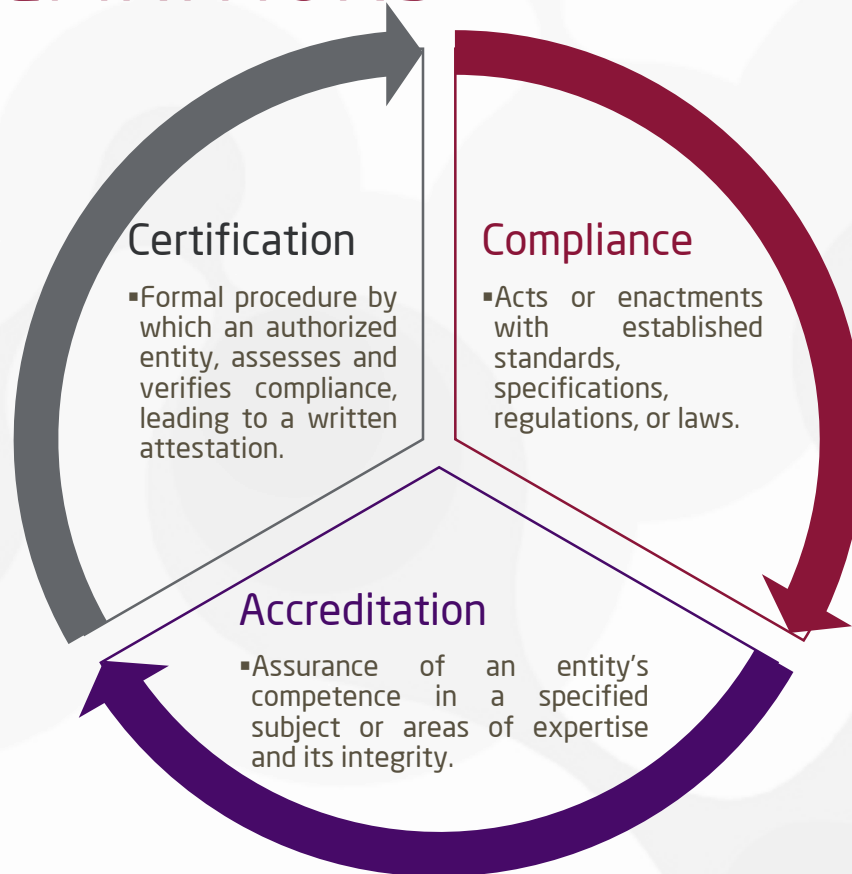 Certification
▪Formal procedure by
which an authorized
entity, assesses and
verifies compliance,
leading to a written
attestation.
Compliance
▪Acts or enactments
with established
standards,
specifications,
regulations, or laws.
Accreditation
▪Assurance of an entity's
competence in a specified
subject or areas of expertise
and its integrity.